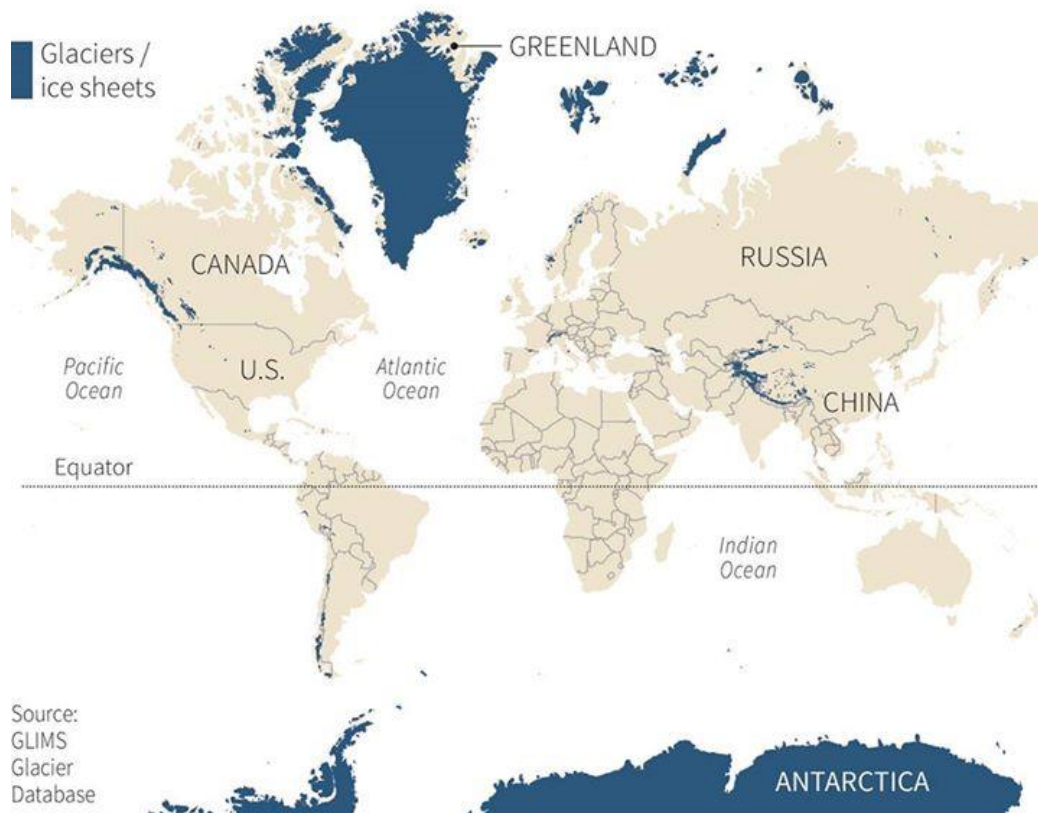 Glaciers /
ice sheets
GREENLAND
CANADA
RUSSIA
Pacific
Ocean
U.S.
Atlantic
Ocean
CHINA
Equator
Indian
Ocean
Source:
GLIMS
Glacier
Database
ANTARCTICA